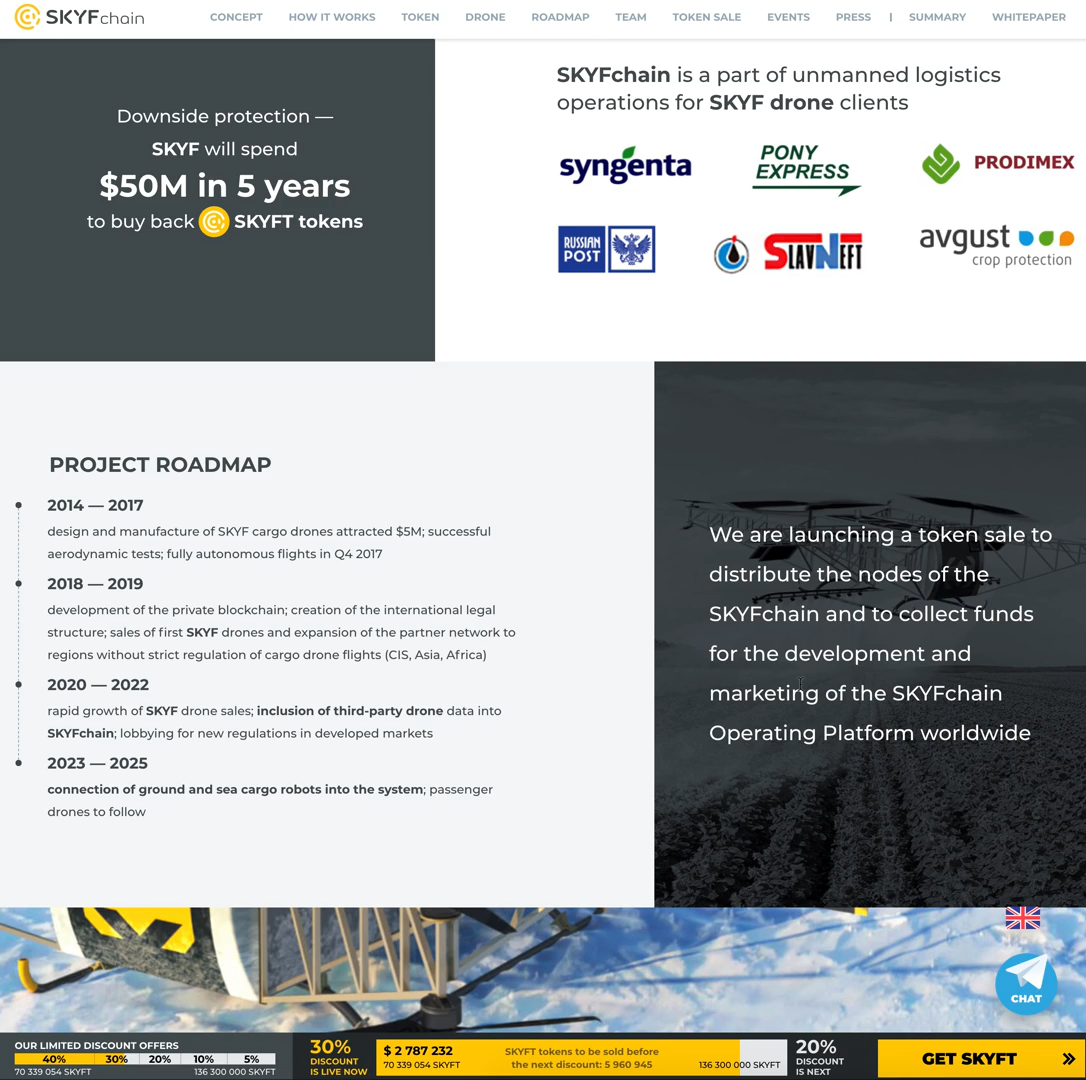 SKYFchain
CONCEPT HOW IT WORKS TOKEN DRONE ROADMAP TEAM TOKEN SALE EVENTS PRESS | SUMMARY WHITEPAPER
Downside protection —
SKYF will spend
$50M in 5 years
to buy back SKYFT tokens
SKYFchain is a part of unmanned logistics
operations for SKYF drone clients
syngenta
PONY
EXPRESS
PRODIMEX
RUSSIAN
POST
SLAVNEFT
avgust
crop protection
PROJECT ROADMAP
2014 — 2017
design and manufacture of SKYF cargo drones attracted $5M; successful
aerodynamic tests; fully autonomous flights in Q4 2017
2018 — 2019
development of the private blockchain; creation of the international legal
structure; sales of first SKYF drones and expansion of the partner network to
regions without strict regulation of cargo drone flights (CIS, Asia, Africa)
2020 — 2022
rapid growth of SKYF drone sales; inclusion of third-party drone data into
SKYFchain; lobbying for new regulations in developed markets
2023 — 2025
connection of ground and sea cargo robots into the system; passenger
drones to follow
We are launching a token sale to
distribute the nodes of the
SKYFchain and to collect funds
for the development and
marketing of the SKYFchain
Operating Platform worldwide
CHAT
OUR LIMITED DISCOUNT OFFERS
40% 30% 20% 10% 5%
70 339 054 SKYFT 136 300 000 SKYFT
30%
DISCOUNT
IS LIVE NOW
$ 2 787 232
70 339 054 SKYFT
SKYFT tokens to be sold before
the next discount: 5 960 945
136 300 000 SKYFT
20%
DISCOUNT
IS NEXT
GET SKYFT